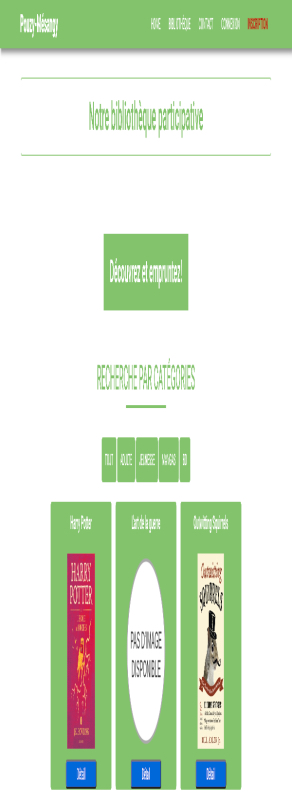 Pouzy-Mésangy
HOME BIBLIOTHÈQUE CONTACT CONNEXION INSCRIPTION
Notre bibliothèque participative
Découvrez et empruntez!
RECHERCHE PAR CATÉGORIES
TOUT ADULTE JEUNESSE MANGAS BD
Harry Potter
L'art de la guerre
Outwitting Squirrels
HARRY
POTTER
PAS D'IMAGE
DISPONIBLE
Outwitting
SQUIRRELS
Détail
Détail
Détail